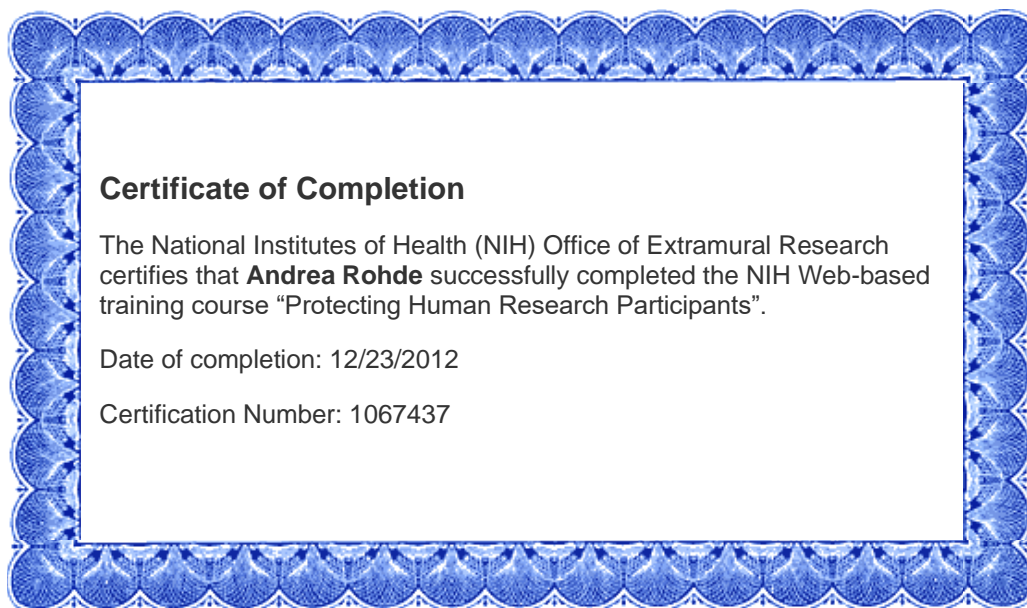 Certificate of Completion
The National Institutes of Health (NIH) Office of Extramural Research
certifies that Andrea Rohde successfully completed the NIH Web-based
training course “Protecting Human Research Participants”.
Date of completion: 12/23/2012
Certification Number: 1067437